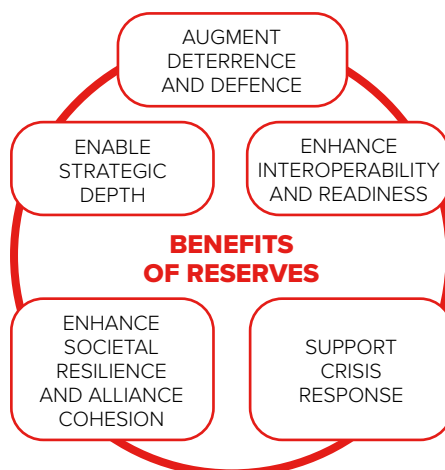 AUGMENT
DETERRENCE
AND DEFENCE
ENABLE
STRATEGIC
DEPTH
ENHANCE
INTEROPERABILITY
AND READINESS
BENEFITS
OF RESERVES
ENHANCE
SOCIETAL
RESILIENCE
AND ALLIANCE
COHESION
SUPPORT
CRISIS
RESPONSE